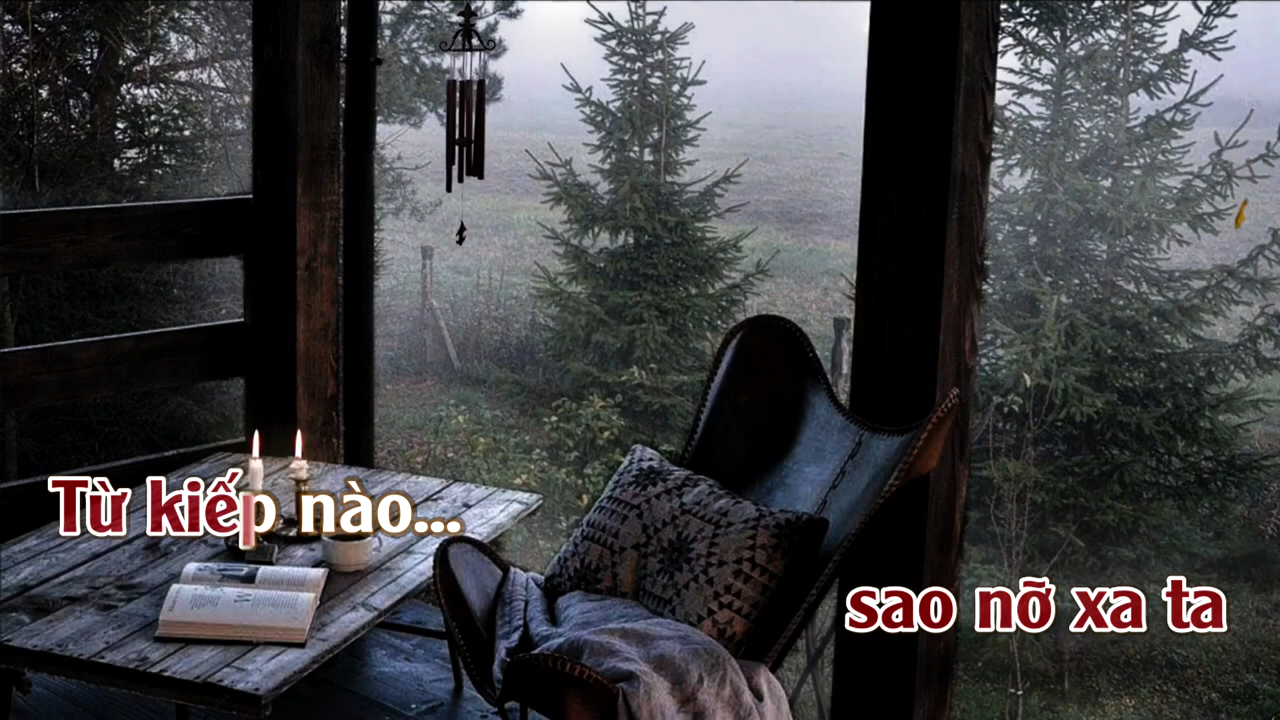 Từ kiếp nào...
sao nỡ xa ta